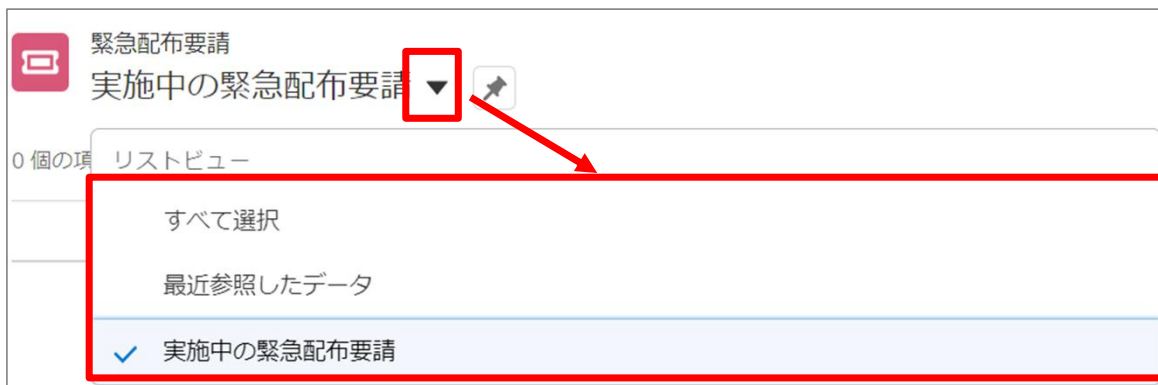 緊急配布要請
実施中の緊急配布要請
0 個の項
リストビュー
すべて選択
最近参照したデータ
実施中の緊急配布要請